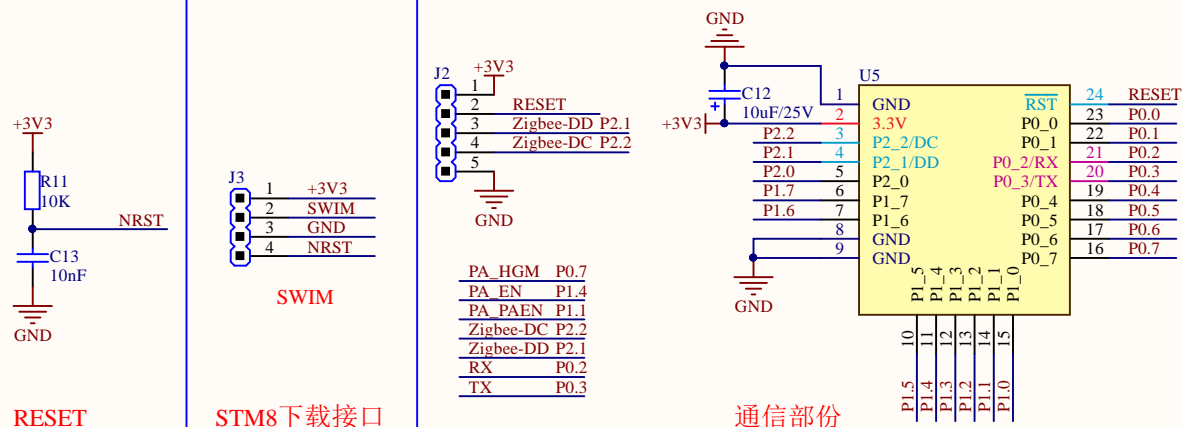 +3V3
R11
10K
NRST
C13
10nF
GND
RESET
J3
1 +3V3
2 SWIM
3 GND
4 NRST
SWIM
STM8下载接口
J2
+3V3
1
2 RESET
3 Zigbee-DD P2.1
4 Zigbee-DC P2.2
5
GND
PA_HGM P0.7
PA_EN P1.4
PA_PAEN P1.1
Zigbee-DC P2.2
Zigbee-DD P2.1
RX P0.2
TX P0.3
GND
C12
10uF/25V
+3V3
U5
1 GND
2 3.3V
P2.2 3 P2_2/DC
P2.1 4 P2_1/DD
P2.0 5 P2_0
P1.7 6 P1_7
P1.6 7 P1_6
8 GND
9 GND
GND
RST 24 RESET
P0_0 23 P0.0
P0_1 22 P0.1
P0_2/RX 21 P0.2
P0_3/TX 20 P0.3
P0_4 19 P0.4
P0_5 18 P0.5
P0_6 17 P0.6
P0_7 16 P0.7
P1_5 10 P1.5
P1_4 11 P1.4
P1_3 12 P1.3
P1_2 13 P1.2
P1_1 14 P1.1
P1_0 15 P1.0
通信部份